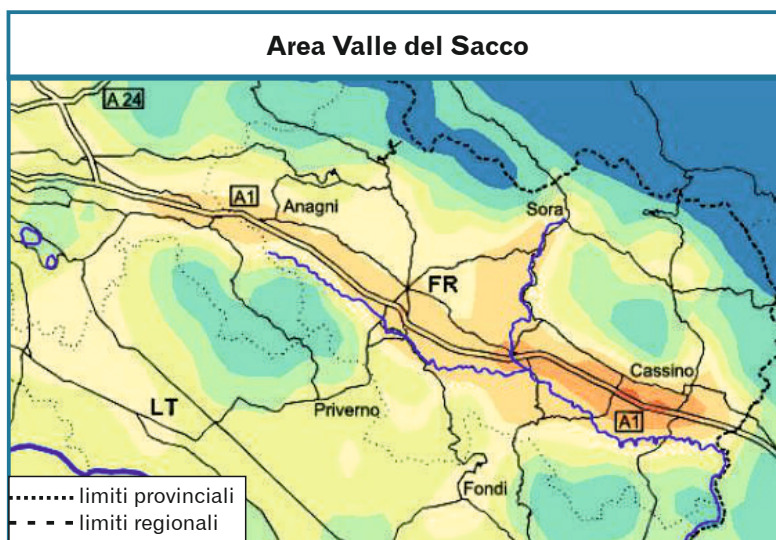 Area Valle del Sacco
A 24
A1
Anagni
Sora
FR
Cassino
LT
Priverno
A1
Fondi
limiti provinciali
limiti regionali